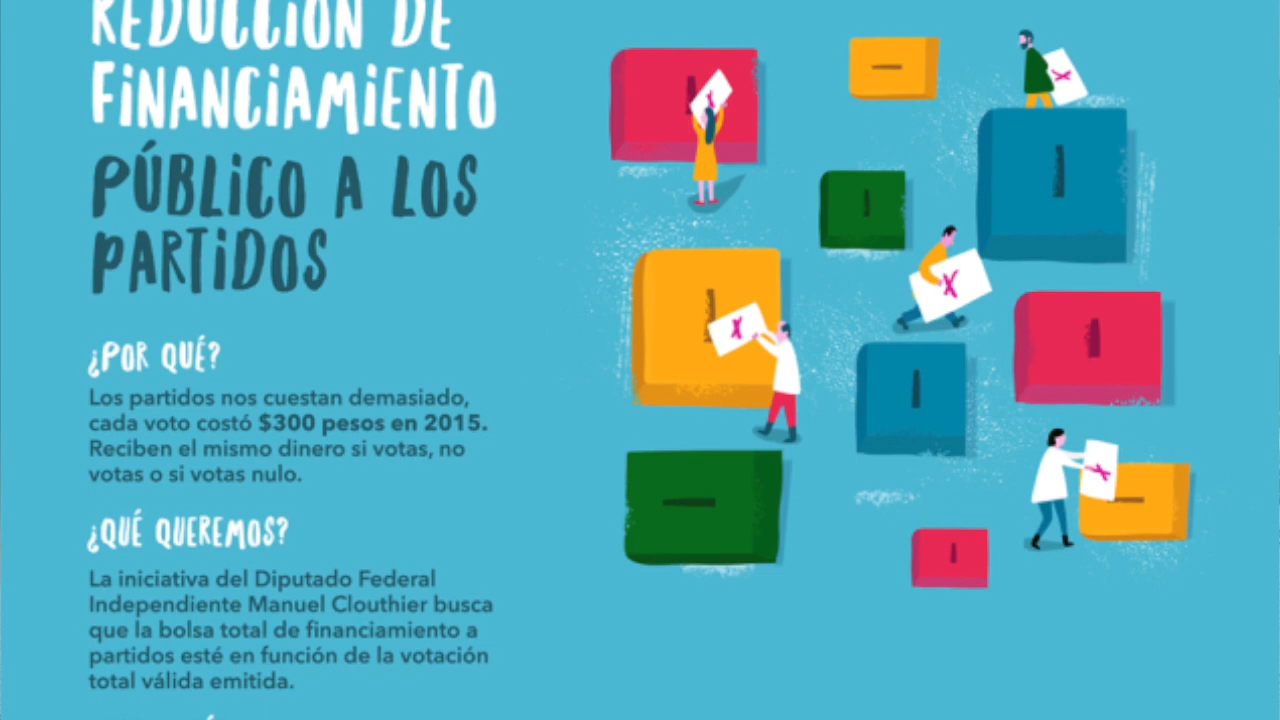 REDUCCIÓN DE
FINANCIAMIENTO
PÚBLICO A LOS
PARTIDOS
¿POR QUÉ?
Los partidos nos cuestan demasiado,
cada voto costó $300 pesos en 2015.
Reciben el mismo dinero si votas, no
votas o si votas nulo.
¿QUÉ QUEREMOS?
La iniciativa del Diputado Federal
Independiente Manuel Clouthier busca
que la bolsa total de financiamiento a
partidos esté en función de la votación
total válida emitida.